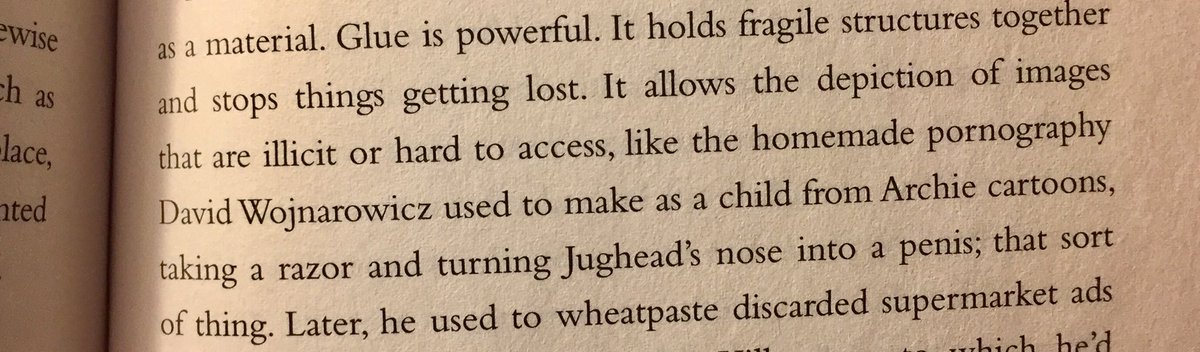 ewise
ch as
lace,
nted
as a material. Glue is powerful. It holds fragile structures together
and stops things getting lost. It allows the depiction of images
that are illicit or hard to access, like the homemade pornography
David Wojnarowicz used to make as a child from Archie cartoons,
taking a razor and turning Jughead’s nose into a penis; that sort
of thing. Later, he used to wheatpaste discarded supermarket ads
which he’d